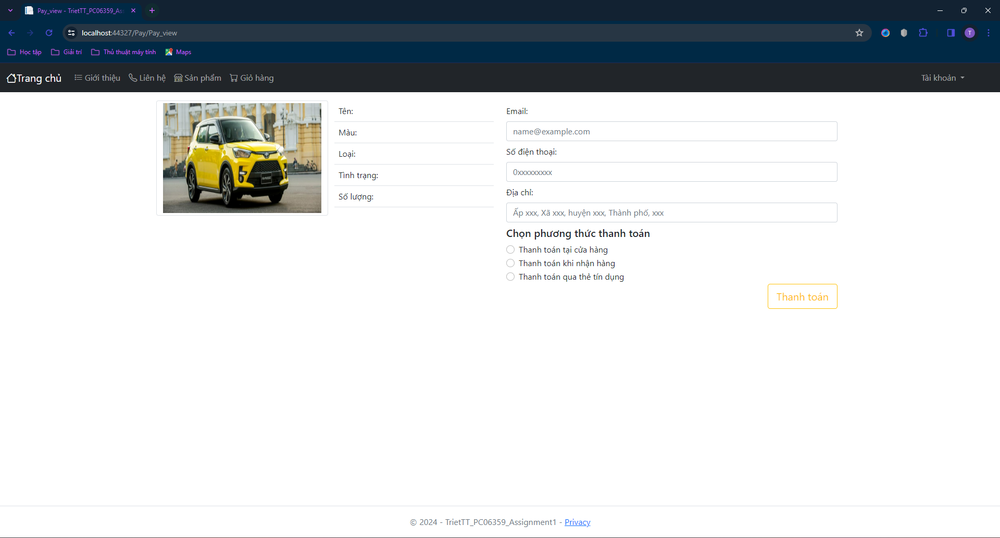 Pay_view - TrietTT_PC06359_Ass
localhost:44327/Pay/Pay_view
T
Học tập
Giải trí
Thủ thuật máy tính
Maps
Trang chủ
Giới thiệu
Liên hệ
Sản phẩm
Giỏ hàng
Tài khoản
Tên:
Màu:
Loại:
Tình trạng:
Số lượng:
Email:
name@example.com
Số điện thoại:
0xxxxxxxxx
Địa chỉ:
Ấp xxx, Xã xxx, huyện xxx, Thành phố, xxx
Chọn phương thức thanh toán
Thanh toán tại cửa hàng
Thanh toán khi nhận hàng
Thanh toán qua thẻ tín dụng
Thanh toán
© 2024 - TrietTT_PC06359_Assignment1 - Privacy